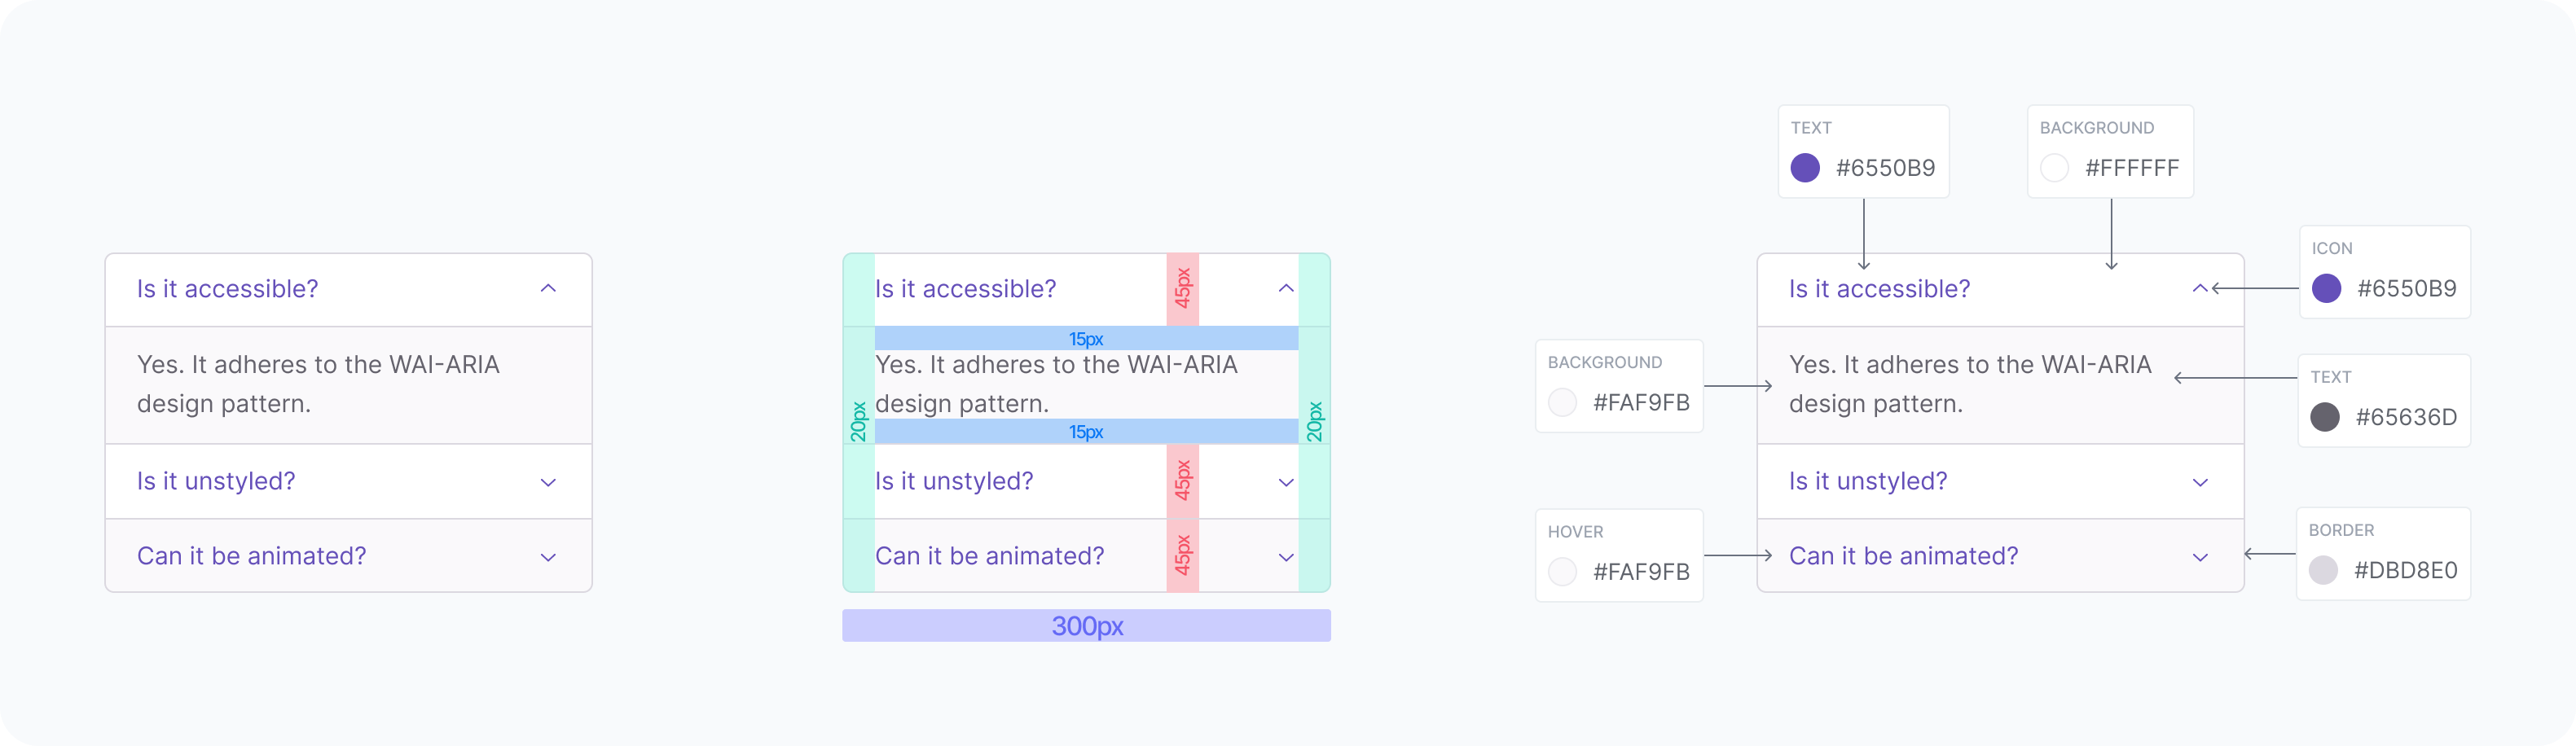 Is it accessible?
Yes. It adheres to the WAI-ARIA
design pattern.
Is it unstyled?
Can it be animated?
Is it accessible?
45px
15px
Yes. It adheres to the WAI-ARIA
design pattern.
20px
20px
15px
Is it unstyled?
45px
Can it be animated?
45px
300px
TEXT
#6550B9
BACKGROUND
#FFFFFF
ICON
#6550B9
Is it accessible?
BACKGROUND
#FAF9FB
Yes. It adheres to the WAI-ARIA
design pattern.
TEXT
#65636D
Is it unstyled?
HOVER
#FAF9FB
Can it be animated?
BORDER
#DBD8E0